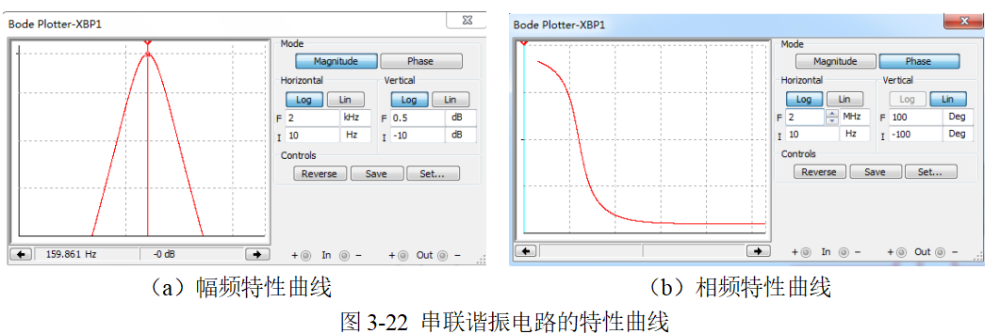 Bode Plotter-XBP1
Mode
Magnitude Phase
Horizontal Vertical
Log Lin Log Lin
F 2 kHz F 0.5 dB
I 10 Hz I -10 dB
Controls
Reverse Save Set...
159.861 Hz -0 dB
+ In - + Out -
Bode Plotter-XBP1
Mode
Magnitude Phase
Horizontal Vertical
Log Lin Log Lin
F 2 MHz F 100 Deg
I 10 Hz I -100 Deg
Controls
Reverse Save Set...
+ In - + Out -
（a）幅频特性曲线
（b）相频特性曲线
图 3-22 串联谐振电路的特性曲线